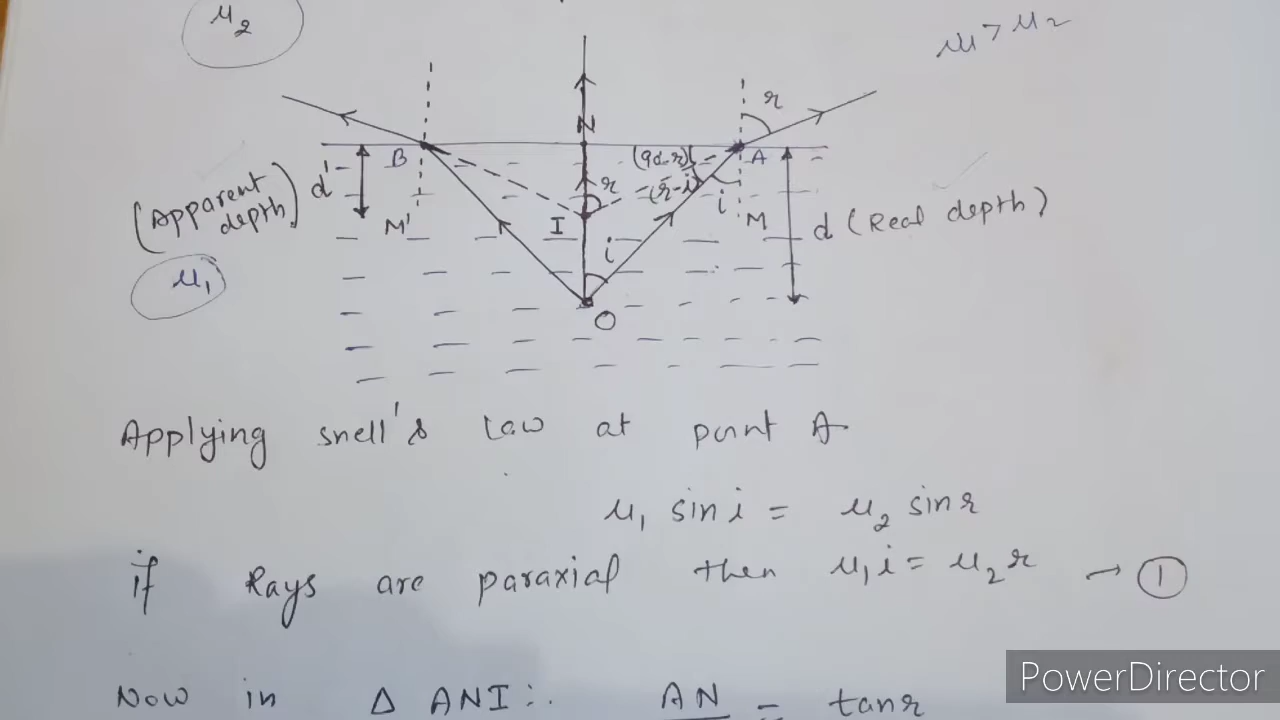 μ2
μ1 > μ2
r
N
B
(90-r)
A
(Apparent depth) d'
r
(r-i)
i
M'
I
M
d (Real depth)
μ1
i
O
Applying snell's law at point A
μ1 sin i = μ2 sin r
if Rays are paraxial then μ1 i = μ2 r → ①
Now in Δ ANI :. AN = tan r
PowerDirector